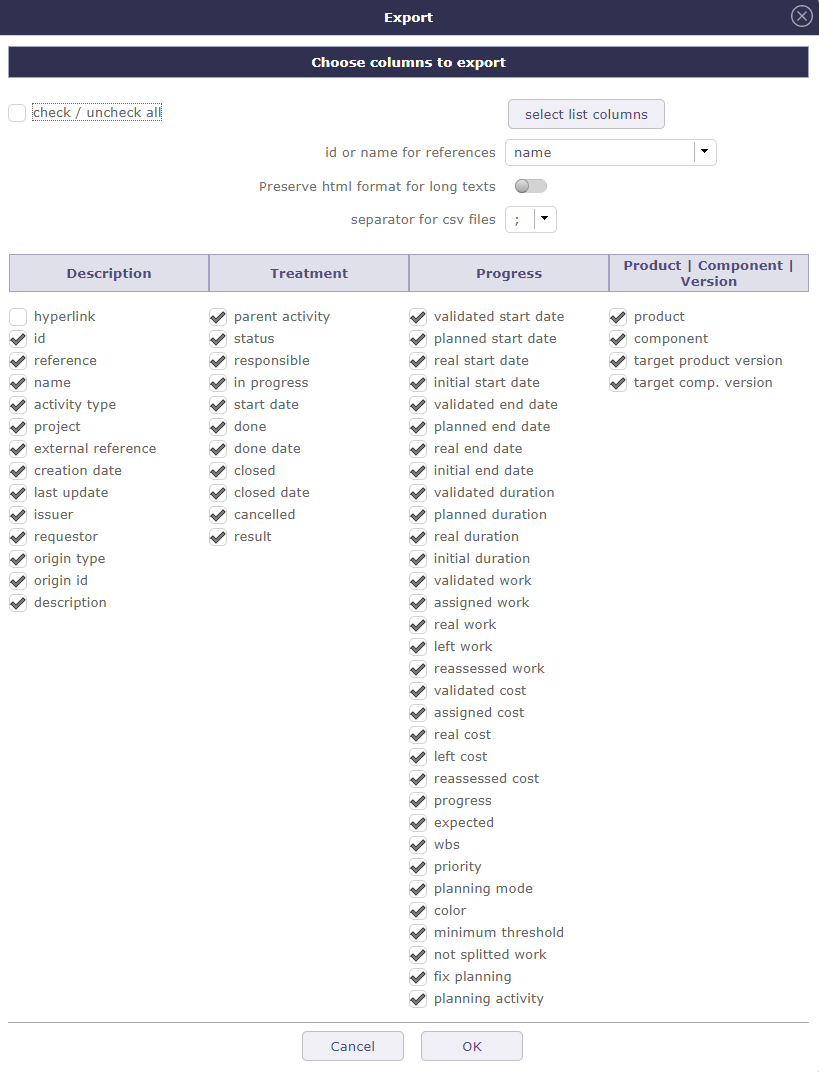 Export
Choose columns to export
check / uncheck all
select list columns
id or name for references
name
Preserve html format for long texts
separator for csv files
;
Description
Treatment
Progress
Product | Component |
Version
hyperlink
id
reference
name
activity type
project
external reference
creation date
last update
issuer
requestor
origin type
origin id
description
parent activity
status
responsible
in progress
start date
done
done date
closed
closed date
cancelled
result
validated start date
planned start date
real start date
initial start date
validated end date
planned end date
real end date
initial end date
validated duration
planned duration
real duration
initial duration
validated work
assigned work
real work
left work
reassessed work
validated cost
assigned cost
real cost
left cost
reassessed cost
progress
expected
wbs
priority
planning mode
color
minimum threshold
not splitted work
fix planning
planning activity
product
component
target product version
target comp. version
Cancel
OK